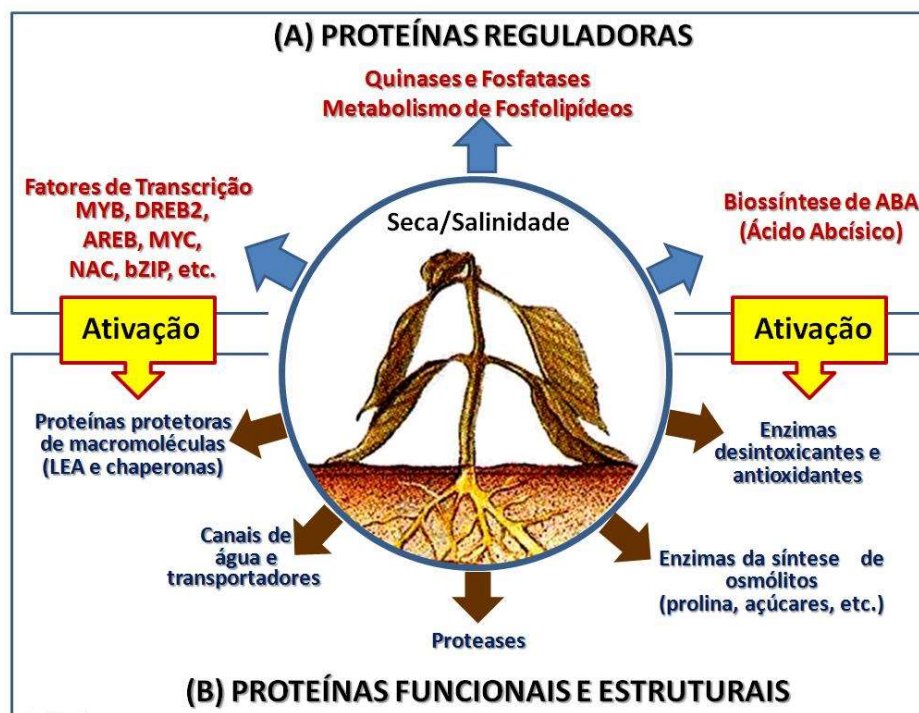 (A) PROTEÍNAS REGULADORAS
Quinases e Fosfatases
Metabolismo de Fosfolipídeos
Fatores de Transcrição
MYB, DREB2,
AREB, MYC,
NAC, bZIP, etc.
Seca/Salinidade
Biossíntese de ABA
(Ácido Abcísico)
Ativação
Ativação
Proteínas protetoras
de macromoléculas
(LEA e chaperonas)
Enzimas
desintoxicantes e
antioxidantes
Canais de
água e
transportadores
Enzimas da síntese de
osmólitos
(prolina, açúcares, etc.)
Proteases
(B) PROTEÍNAS FUNCIONAIS E ESTRUTURAIS